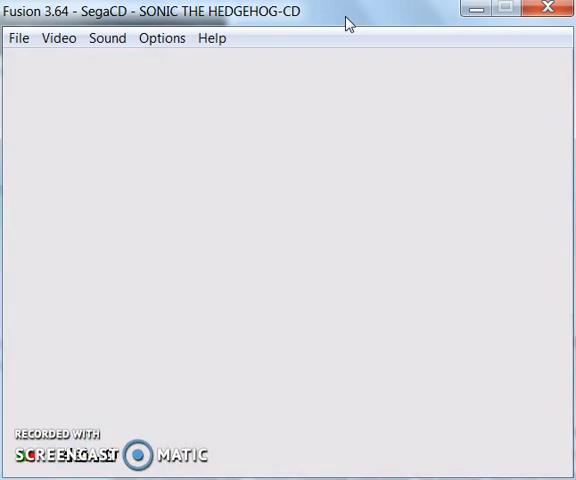 Fusion 3.64 - SegaCD - SONIC THE HEDGEHOG-CD
File Video Sound Options Help
RECORDED WITH
SCREENCAST MATIC